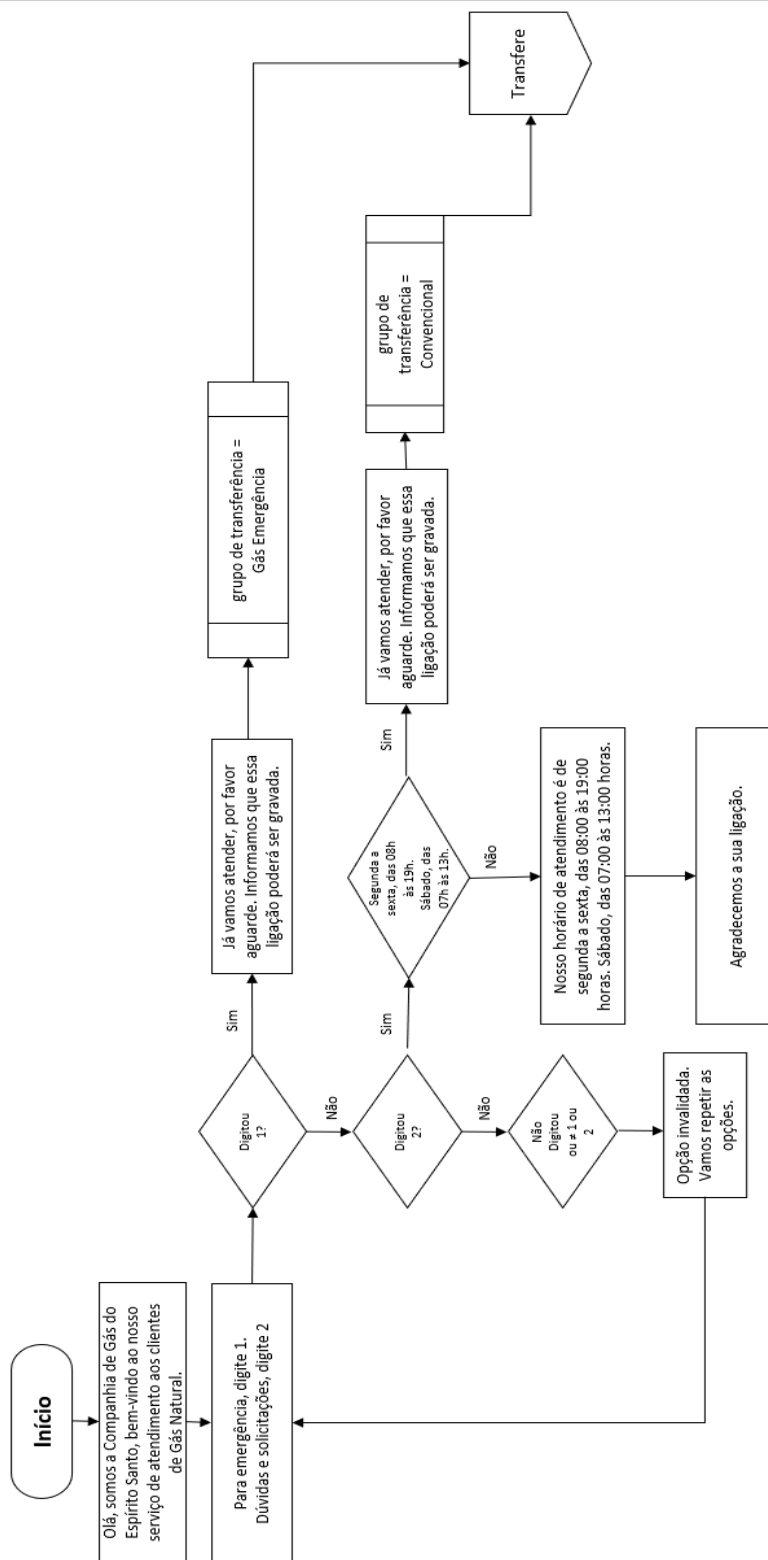 Início
Olá, somos a Companhia de Gás do
Espírito Santo, bem-vindo ao nosso
serviço de atendimento aos clientes
de Gás Natural.
Para emergência, digite 1.
Dúvidas e solicitações, digite 2
Digitou
1?
Sim
Já vamos atender, por favor
aguarde. Informamos que essa
ligação poderá ser gravada.
grupo de transferência =
Gás Emergência
Não
Digitou
2?
Sim
Segunda a
sexta, das 08h
às 19h.
Sábado, das
07h às 13h.
Sim
Já vamos atender, por favor
aguarde. Informamos que essa
ligação poderá ser gravada.
grupo de
transferência =
Convencional
Transfere
Não
Nosso horário de atendimento é de
segunda a sexta, das 08:00 às 19:00
horas. Sábado, das 07:00 às 13:00 horas.
Agradecemos a sua ligação.
Não
Não
Digitou
ou ≠ 1 ou
2
Opção invalidada.
Vamos repetir as
opções.